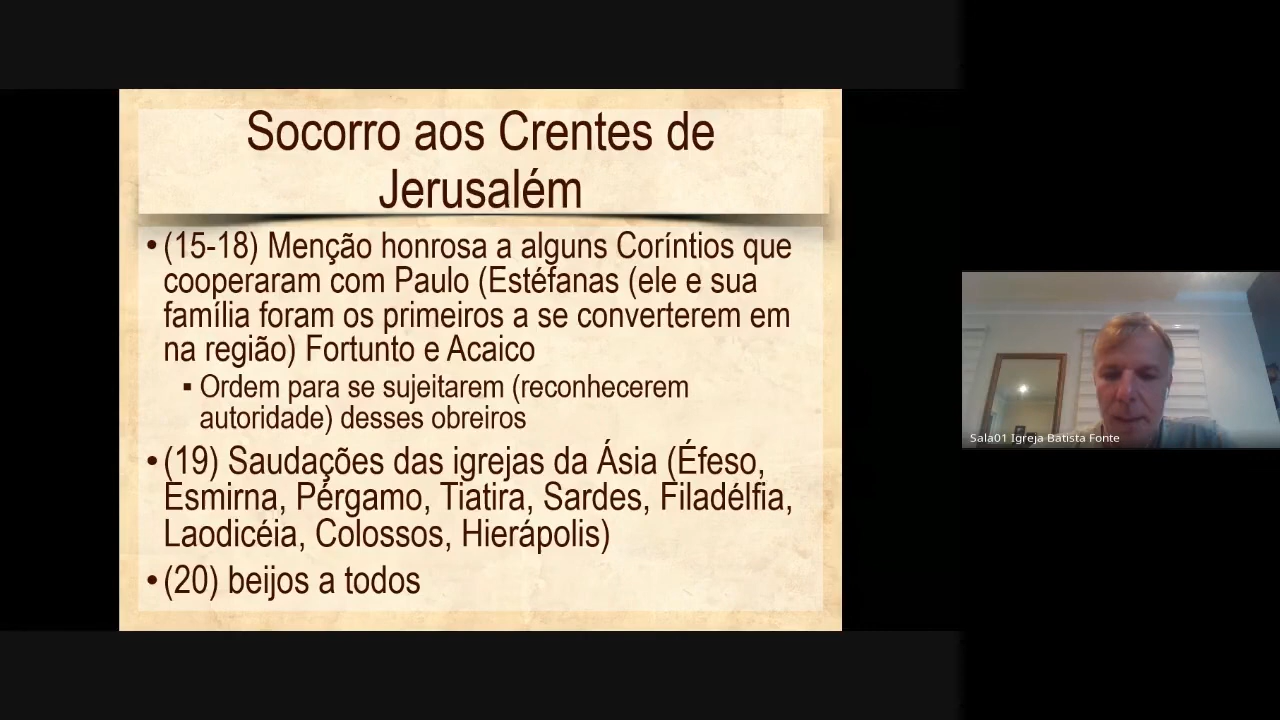 Socorro aos Crentes de
Jerusalém
• (15-18) Menção honrosa a alguns Coríntios que
cooperaram com Paulo (Estéfanas (ele e sua
família foram os primeiros a se converterem em
na região) Fortunto e Acaico
▪ Ordem para se sujeitarem (reconhecerem
autoridade) desses obreiros
• (19) Saudações das igrejas da Ásia (Éfeso,
Esmirna, Pérgamo, Tiatira, Sardes, Filadélfia,
Laodicéia, Colossos, Hierápolis)
• (20) beijos a todos
Sala01 Igreja Batista Fonte